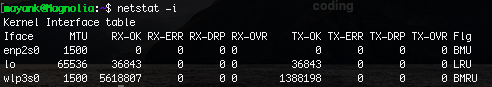 coding
[mayank@Magnolia:~$ netstat -i
Kernel Interface table
Iface MTU RX-OK RX-ERR RX-DRP RX-OVR TX-OK TX-ERR TX-DRP TX-OVR Flg
enp2s0 1500 0 0 0 0 0 0 0 0 BMU
lo 65536 36843 0 0 0 36843 0 0 0 LRU
wlp3s0 1500 5618807 0 0 0 1388198 0 0 0 BMRU